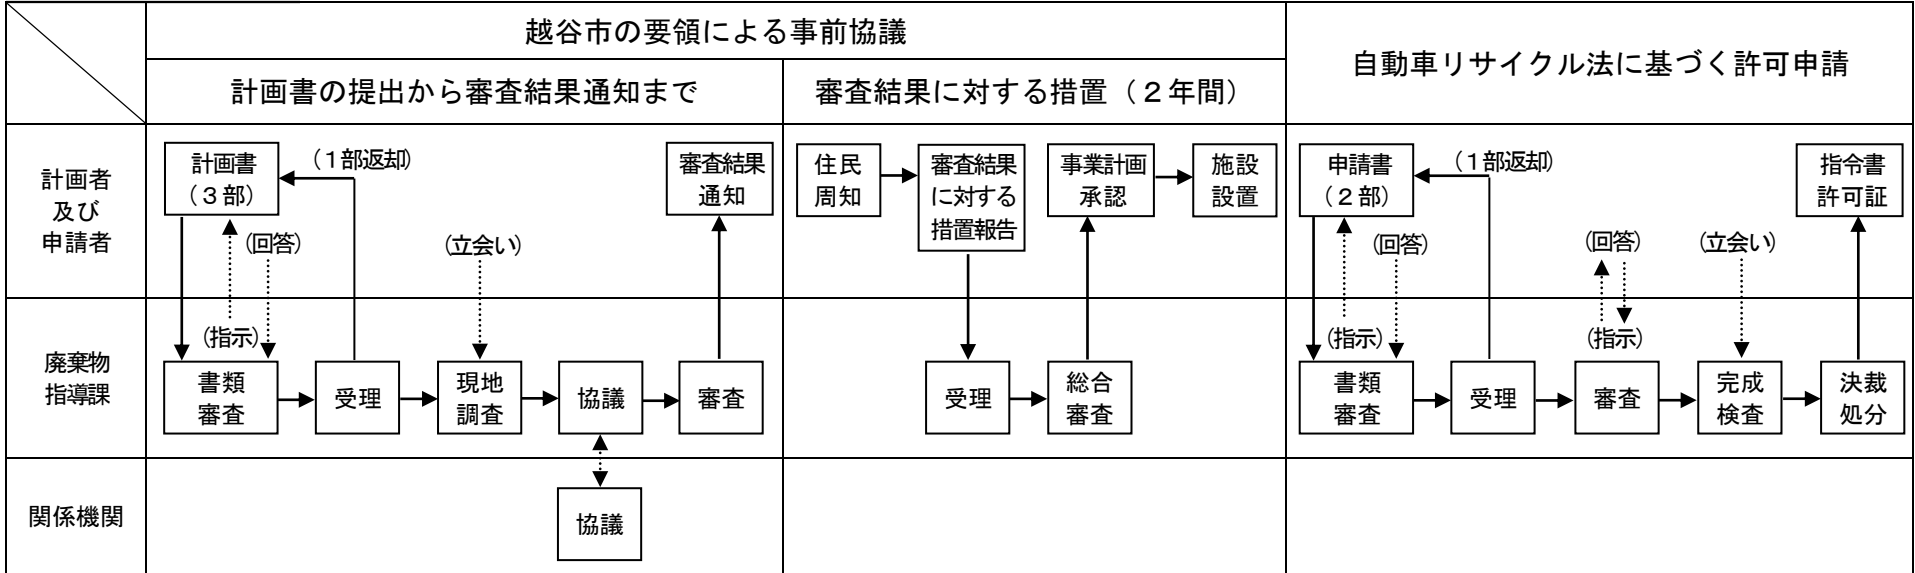 越谷市の要領による事前協議
自動車リサイクル法に基づく許可申請
計画書の提出から審査結果通知まで
審査結果に対する措置（２年間）
計画者
及び
申請者
計画書
（３部）
（１部返却）
(回答)
(立会い)
審査結果
通知
住民
周知
審査結果
に対する
措置報告
事業計画
承認
施設
設置
申請書
（２部）
（１部返却）
(回答)
(回答)
(立会い)
指令書
許可証
廃棄物
指導課
(指示)
書類
審査
受理
現地
調査
協議
審査
受理
総合
審査
(指示)
書類
審査
受理
(指示)
審査
完成
検査
決裁
処分
関係機関
協議